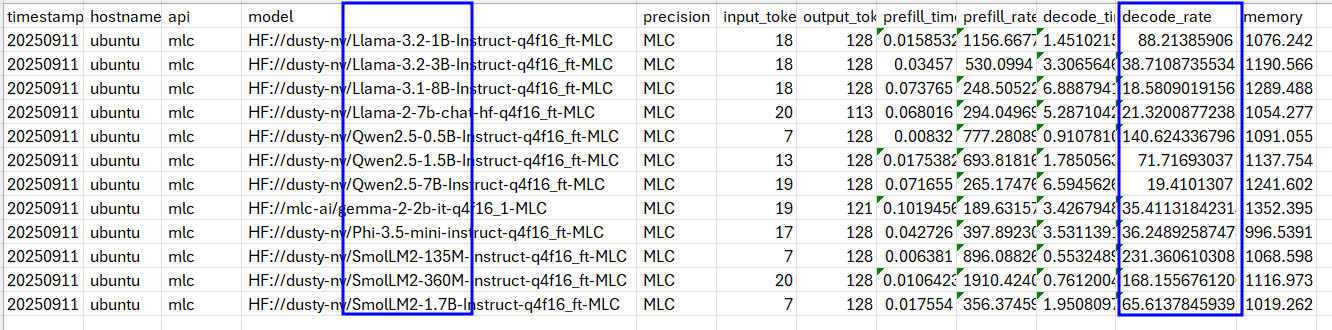 timestamp hostname api model precision input_toke output_tok prefill_time prefill_rate decode_ti decode_rate memory
20250911 ubuntu mlc HF://dusty-nv/Llama-3.2-1B-Instruct-q4f16_ft-MLC MLC 18 128 0.0158532 1156.6677 1.4510215 88.21385906 1076.242
20250911 ubuntu mlc HF://dusty-nv/Llama-3.2-3B-Instruct-q4f16_ft-MLC MLC 18 128 0.03457 530.0994 3.3065646 38.7108735534 1190.566
20250911 ubuntu mlc HF://dusty-nv/Llama-3.1-8B-Instruct-q4f16_ft-MLC MLC 18 128 0.073765 248.50522 6.8887941 18.5809019156 1289.488
20250911 ubuntu mlc HF://dusty-nv/Llama-2-7b-chat-hf-q4f16_ft-MLC MLC 20 113 0.068016 294.04969 5.2871042 21.3200877238 1054.277
20250911 ubuntu mlc HF://dusty-nv/Qwen2.5-0.5B-Instruct-q4f16_ft-MLC MLC 7 128 0.00832 777.28089 0.9107810 140.624336796 1091.055
20250911 ubuntu mlc HF://dusty-nv/Qwen2.5-1.5B-Instruct-q4f16_ft-MLC MLC 13 128 0.0175382 693.81816 1.7850563 71.71693037 1137.754
20250911 ubuntu mlc HF://dusty-nv/Qwen2.5-7B-Instruct-q4f16_ft-MLC MLC 19 128 0.071655 265.17476 6.5945626 19.4101307 1241.602
20250911 ubuntu mlc HF://mlc-ai/gemma-2-2b-it-q4f16_1-MLC MLC 19 121 0.1019456 189.63157 3.4267948 35.4113184231 1352.395
20250911 ubuntu mlc HF://dusty-nv/Phi-3.5-mini-instruct-q4f16_ft-MLC MLC 17 128 0.042726 397.89230 3.5311391 36.2489258747 996.5391
20250911 ubuntu mlc HF://dusty-nv/SmolLM2-135M-Instruct-q4f16_ft-MLC MLC 7 128 0.006381 896.08826 0.5532489 231.360610308 1068.598
20250911 ubuntu mlc HF://dusty-nv/SmolLM2-360M-Instruct-q4f16_ft-MLC MLC 20 128 0.0106423 1910.4240 0.7612004 168.155676120 1116.973
20250911 ubuntu mlc HF://dusty-nv/SmolLM2-1.7B-Instruct-q4f16_ft-MLC MLC 7 128 0.017554 356.37459 1.9508097 65.6137845939 1019.262